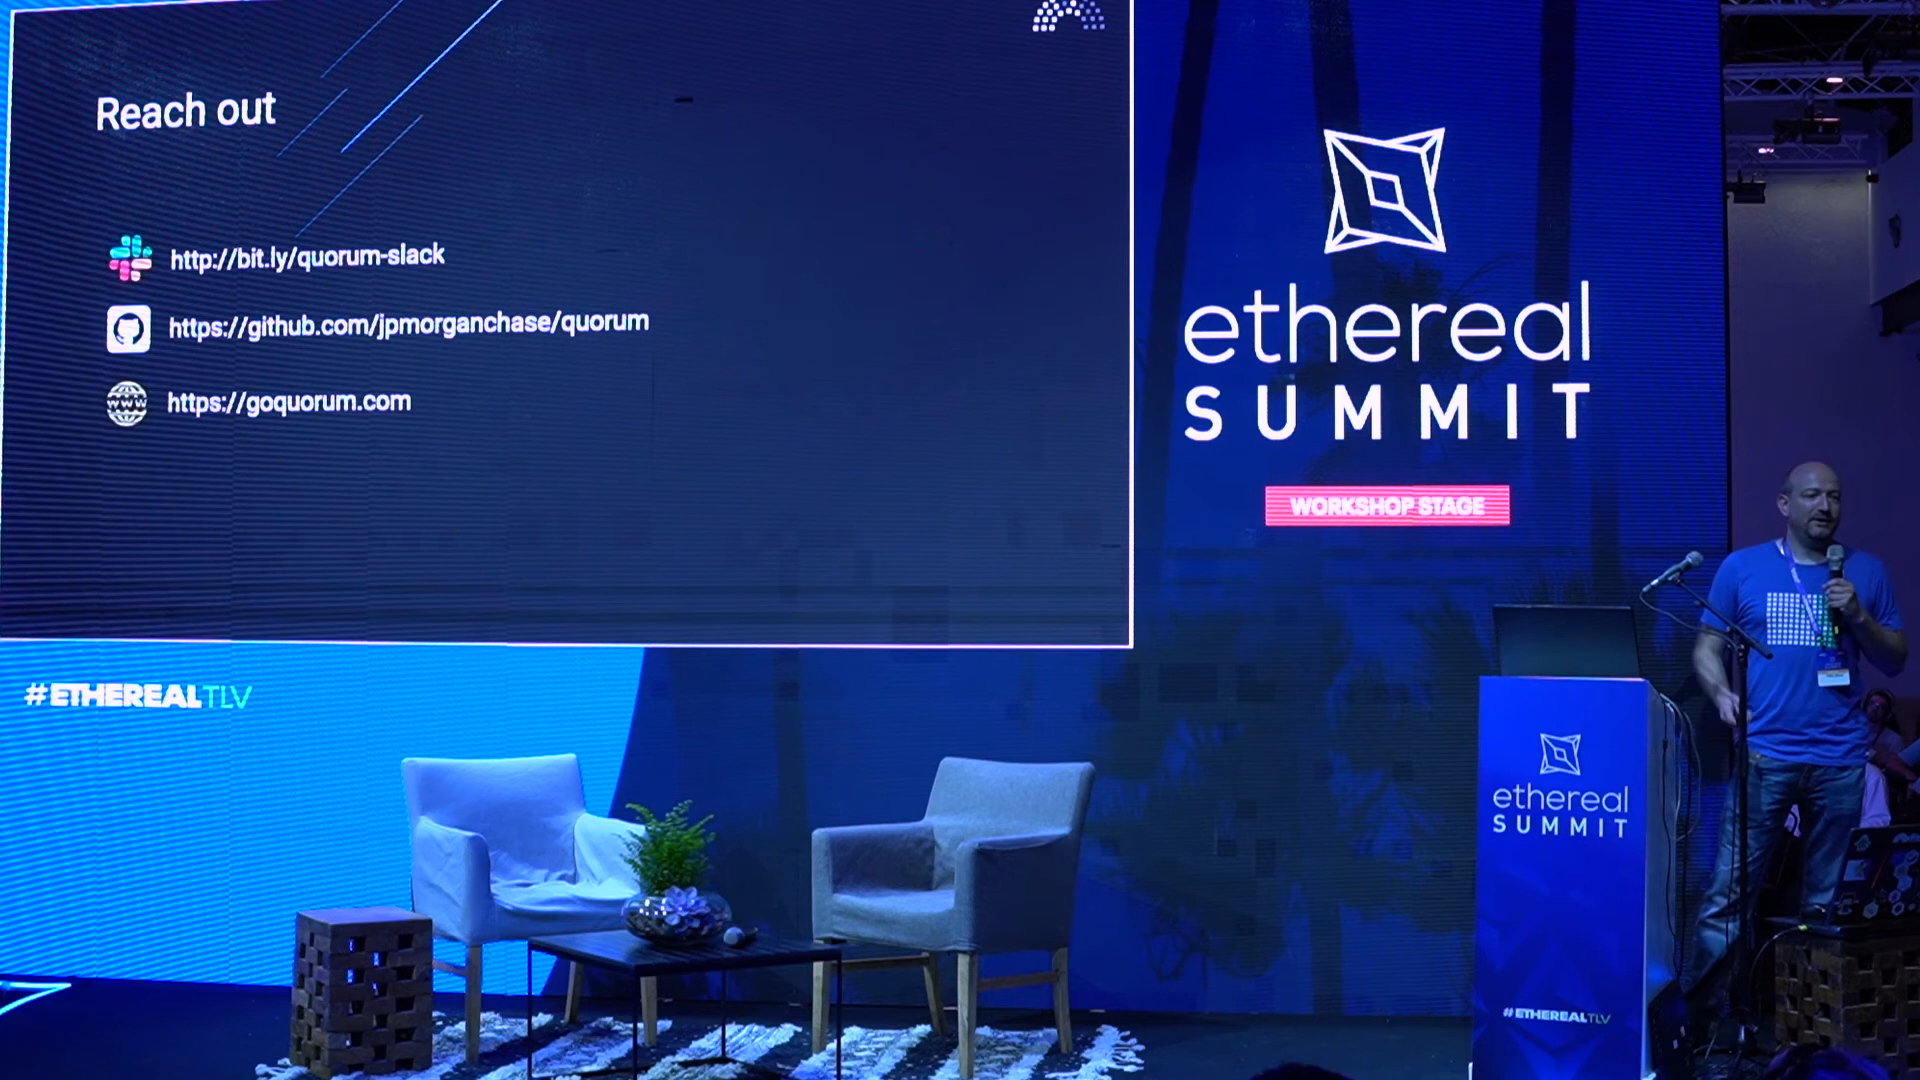 Reach out
http://bit.ly/quorum-slack
https://github.com/jpmorganchase/quorum
www
https://goquorum.com
ethereal
SUMMIT
WORKSHOP STAGE
#ETHEREALTLV
ethereal
SUMMIT
#ETHEREALTLV